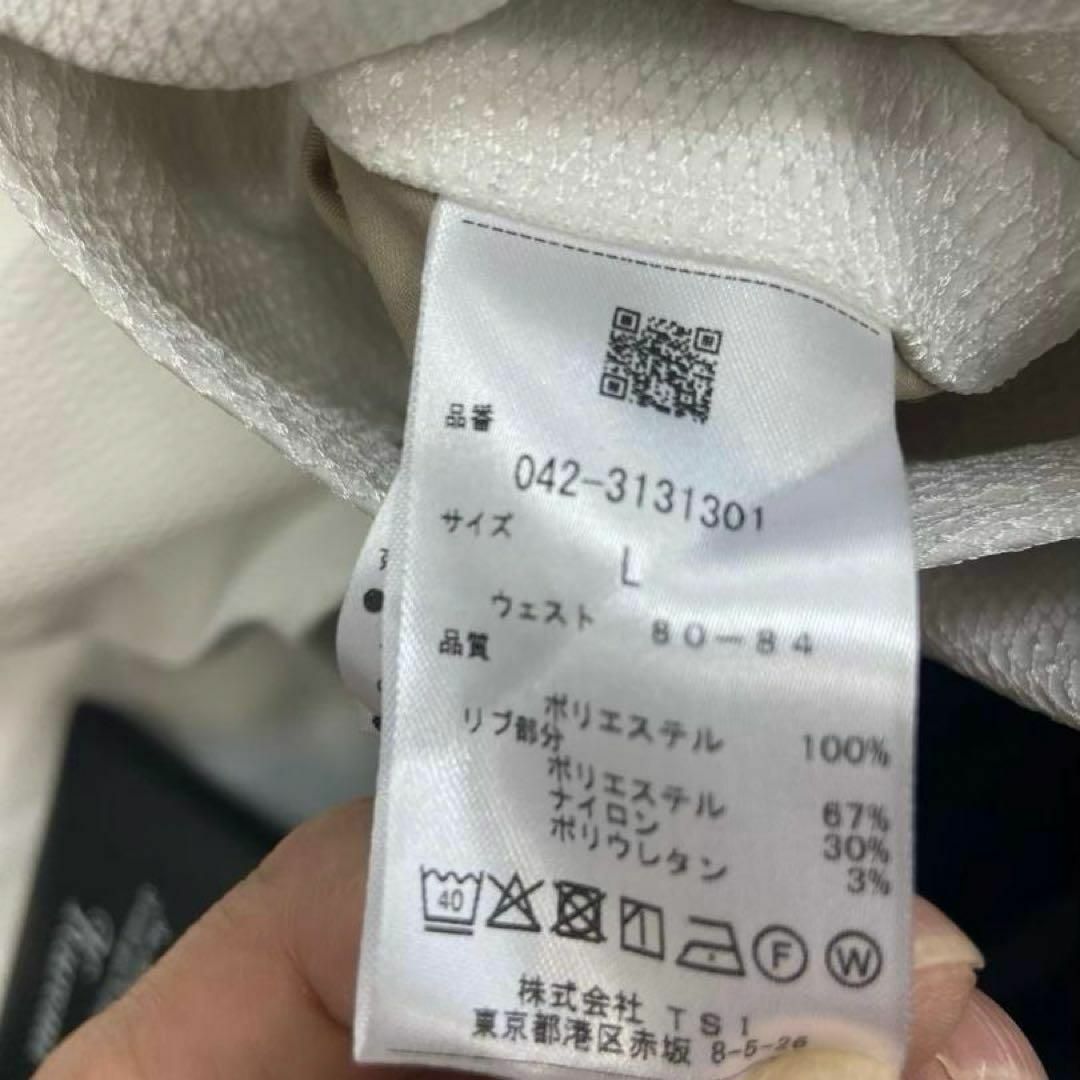 品番
042-3131301
サイズ
L
ウェスト 80-84
品質
ポリエステル 100%
リブ部分
ポリエステル 67%
ナイロン 30%
ポリウレタン 3%
40
F W
株式会社 TSI
東京都港区赤坂 8-5-26